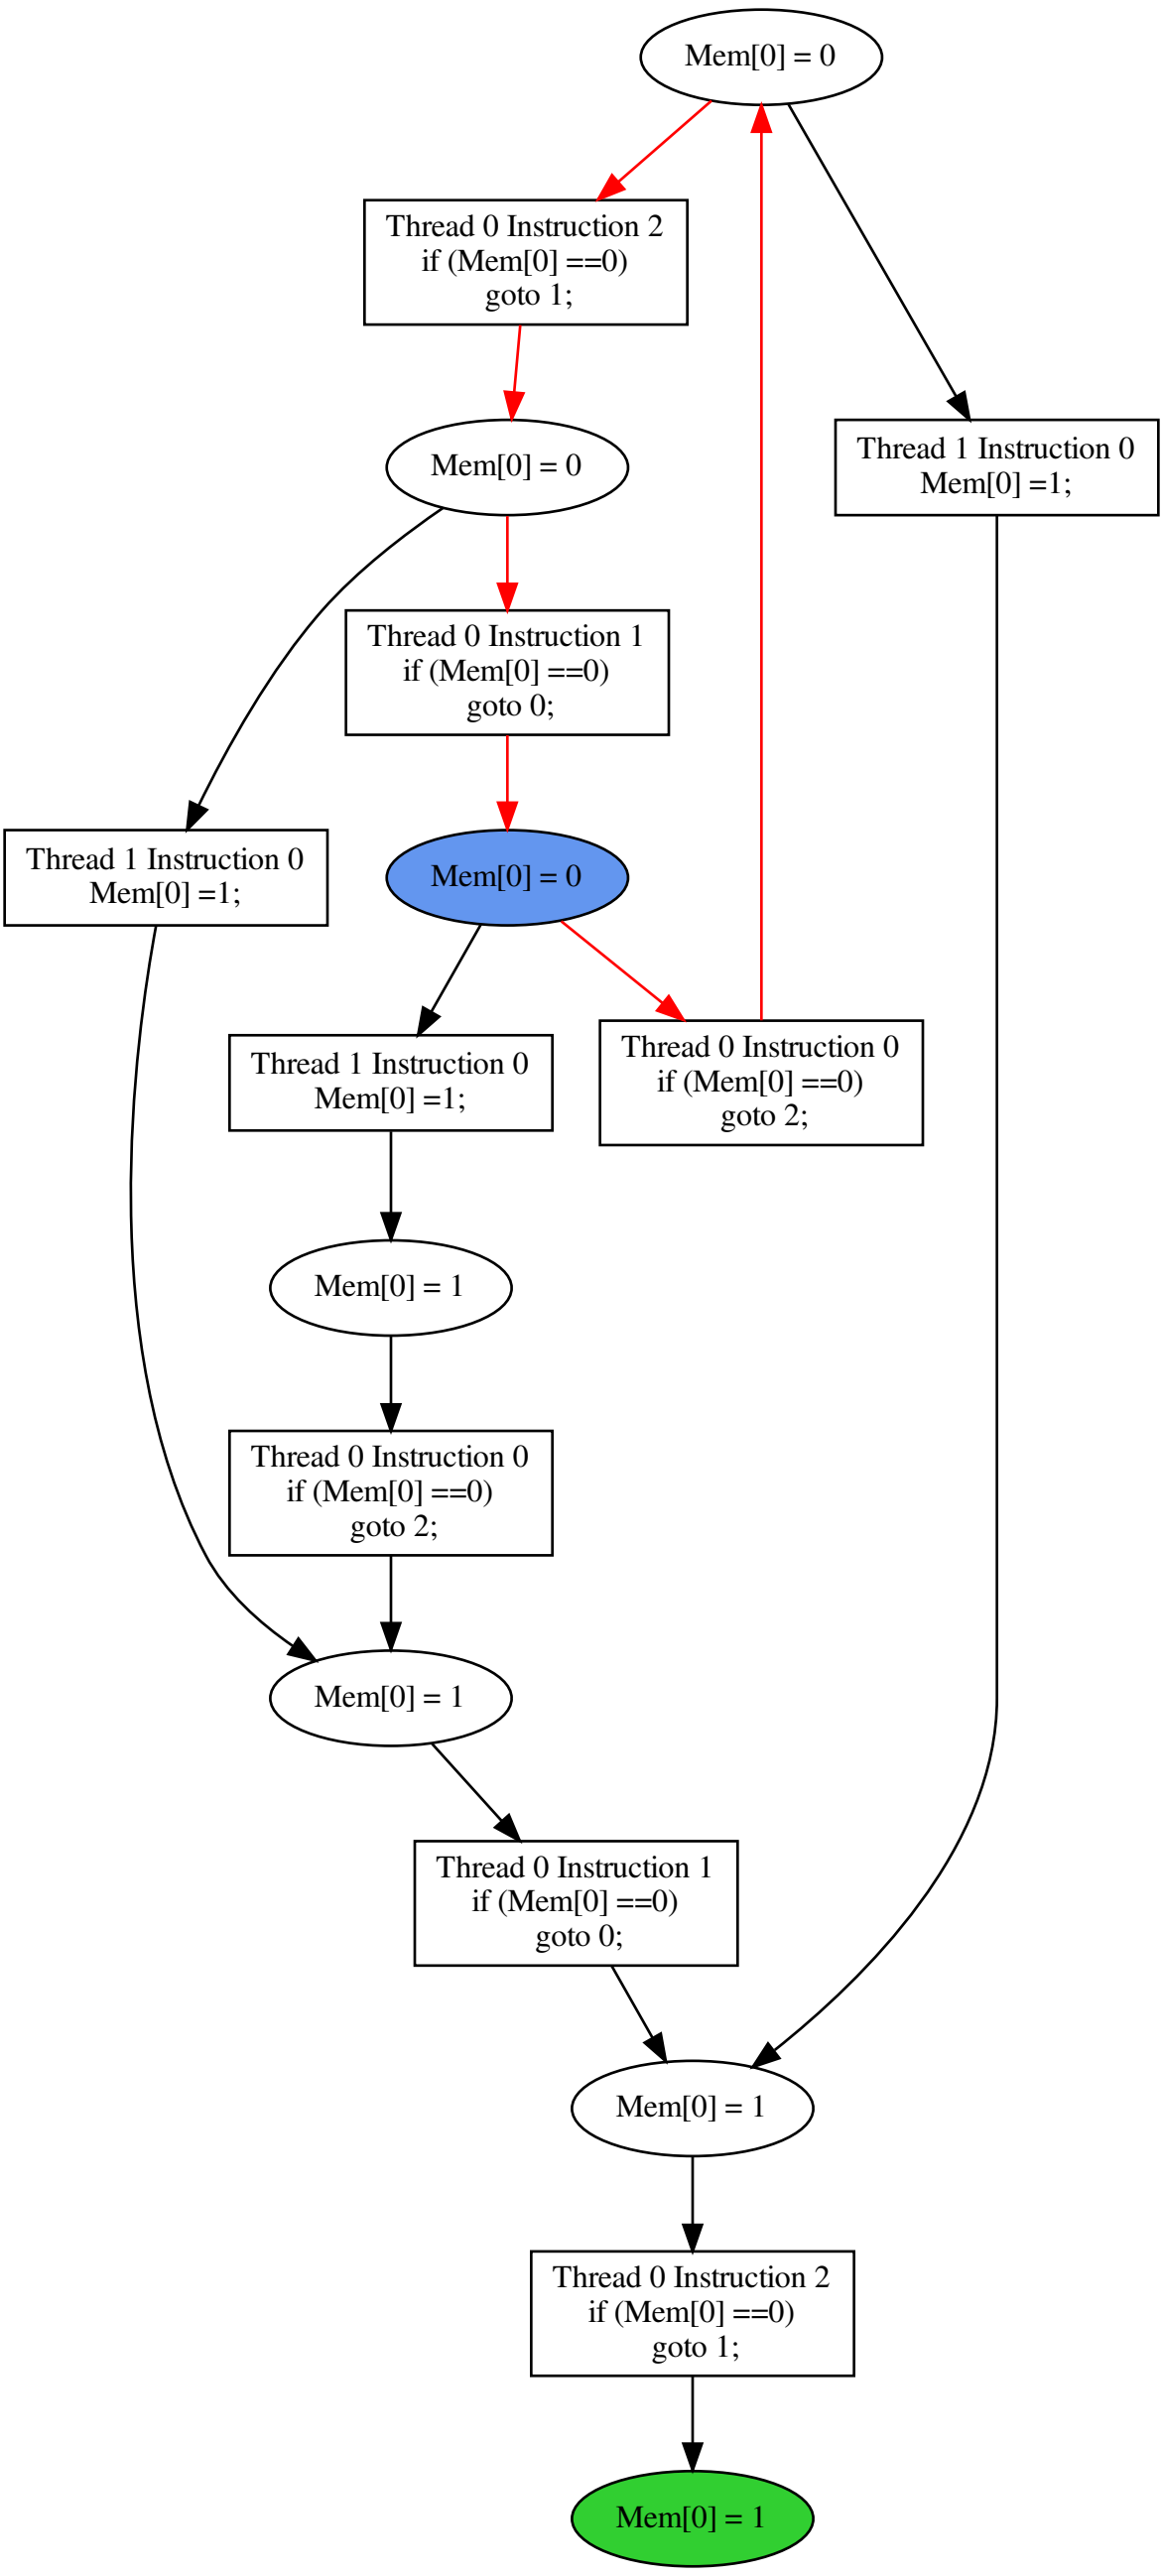 Mem[0] = 0
Thread 0 Instruction 2
if (Mem[0] ==0)
goto 1;
Mem[0] = 0
Thread 1 Instruction 0
Mem[0] =1;
Thread 0 Instruction 1
if (Mem[0] ==0)
goto 0;
Thread 1 Instruction 0
Mem[0] =1;
Mem[0] = 0
Thread 1 Instruction 0
Mem[0] =1;
Thread 0 Instruction 0
if (Mem[0] ==0)
goto 2;
Mem[0] = 1
Thread 0 Instruction 0
if (Mem[0] ==0)
goto 2;
Mem[0] = 1
Thread 0 Instruction 1
if (Mem[0] ==0)
goto 0;
Mem[0] = 1
Thread 0 Instruction 2
if (Mem[0] ==0)
goto 1;
Mem[0] = 1